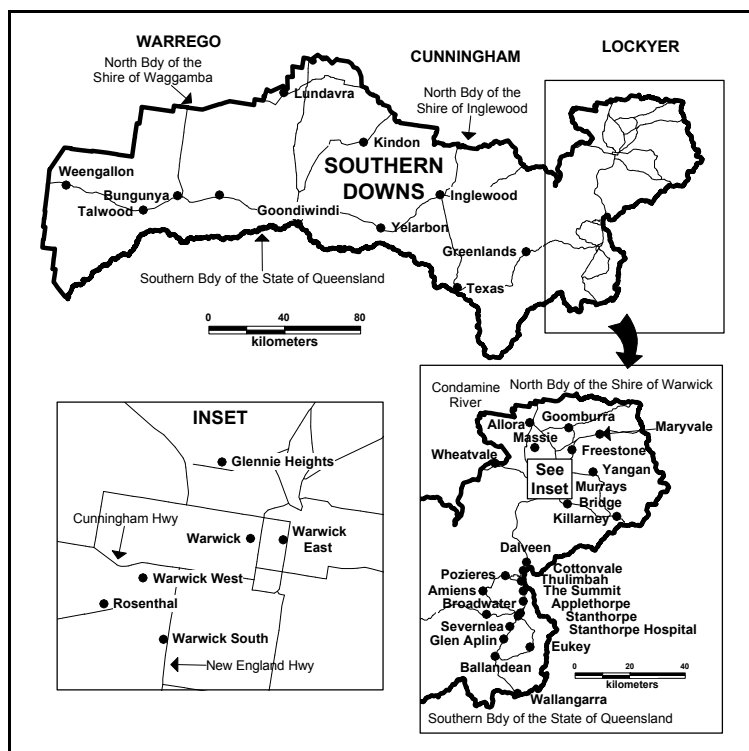 WARREGO
CUNNINGHAM
LOCKYER
North Bdy of the
Shire of Waggamba
North Bdy of the
Shire of Inglewood
Lundavra
Kindon
SOUTHERN
DOWNS
Weengallon
Bungunya
Talwood
Goondiwindi
Inglewood
Yelarbon
Greenlands
Texas
Southern Bdy of the State of Queensland
0 40 80
kilometers
INSET
Glennie Heights
Cunningham Hwy
Warwick
Warwick
East
Warwick West
Rosenthal
Warwick South
New England Hwy
Condamine
River
North Bdy of the Shire of Warwick
Allora
Goomburra
Massie
Maryvale
Wheatvale
Freestone
See
Inset
Yangan
Murrays
Bridge
Killarney
Dalveen
Cottonvale
Pozieres
Thulimbah
Amiens
The Summit
Broadwater
Applethorpe
Stanthorpe
Severnlea
Stanthorpe Hospital
Glen Aplin
Eukey
Ballandean
0 20 40
kilometers
Wallangarra
Southern Bdy of the State of Queensland